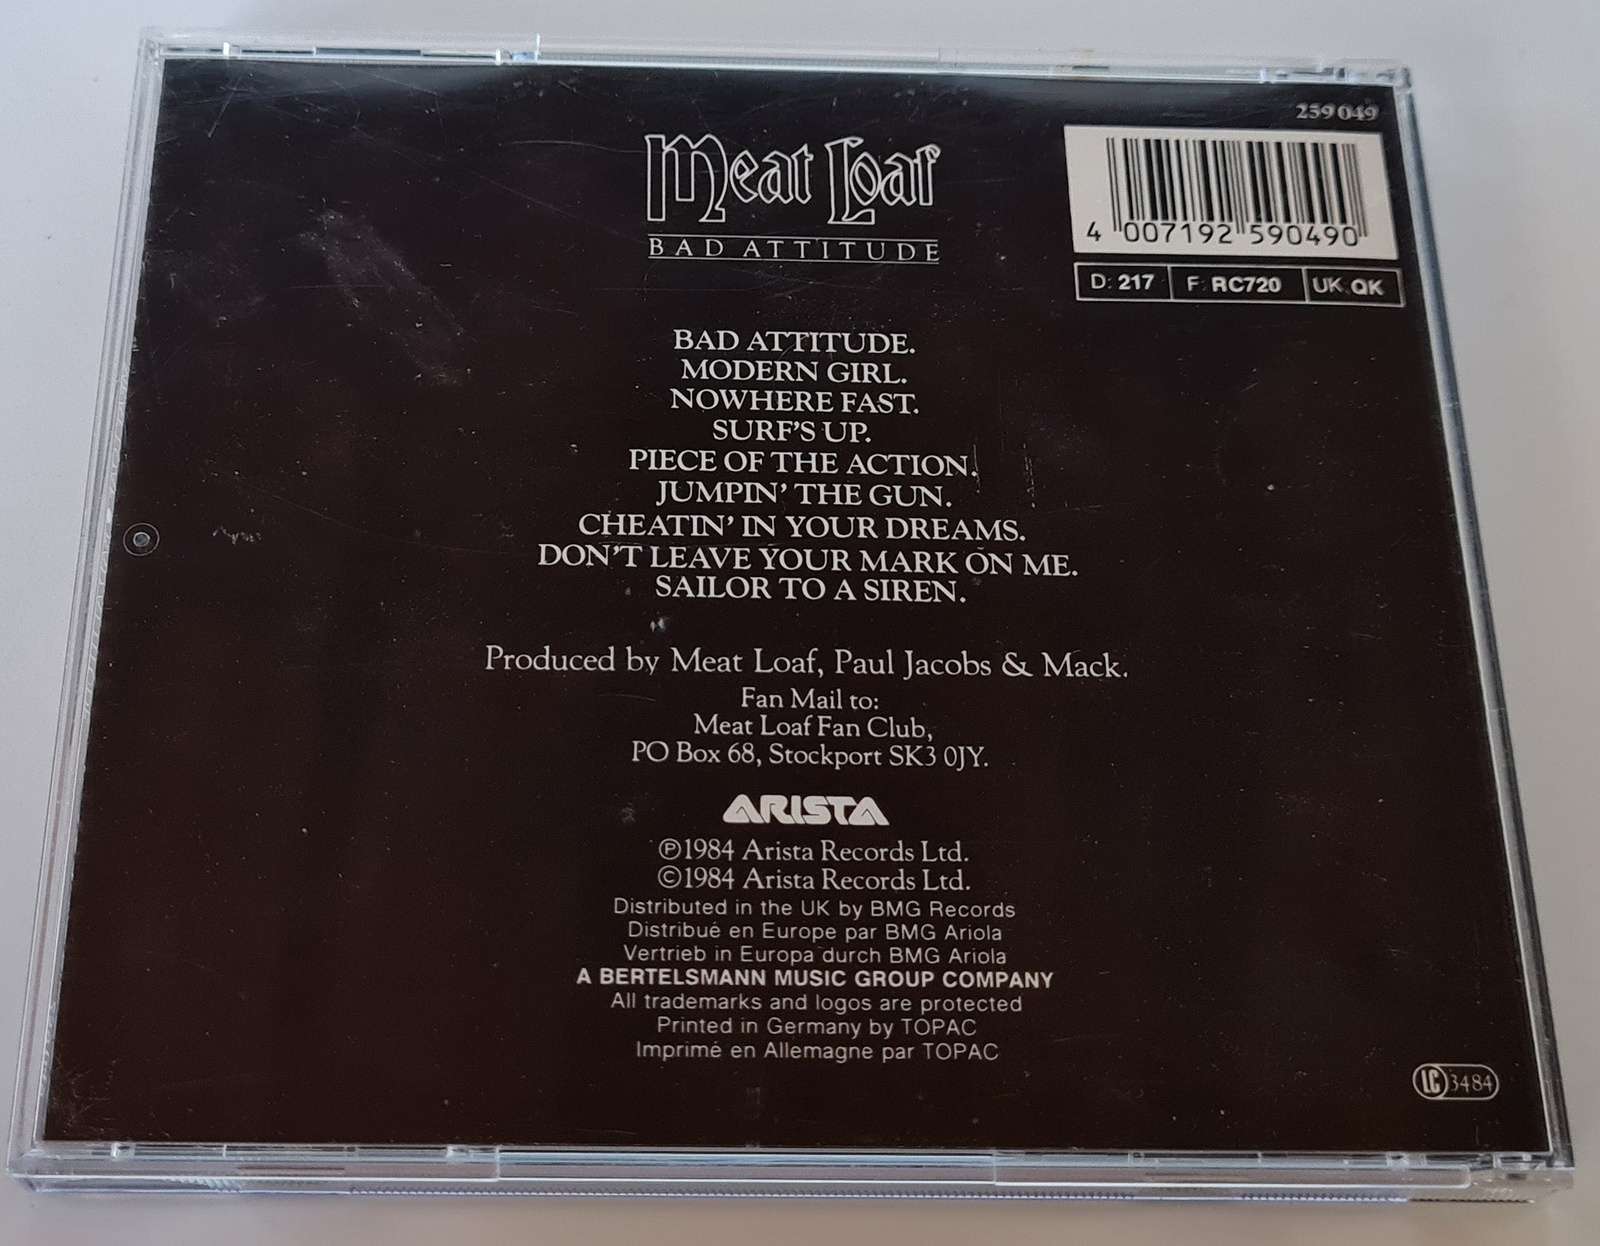 259 049
Meat Loaf
BAD ATTITUDE
4 007192 590490
D: 217 F: RC720 UK: QK
BAD ATTITUDE.
MODERN GIRL.
NOWHERE FAST.
SURF'S UP.
PIECE OF THE ACTION.
JUMPIN' THE GUN.
CHEATIN' IN YOUR DREAMS.
DON'T LEAVE YOUR MARK ON ME.
SAILOR TO A SIREN.
Produced by Meat Loaf, Paul Jacobs & Mack.
Fan Mail to:
Meat Loaf Fan Club,
PO Box 68, Stockport SK3 0JY.
ARISTA
℗1984 Arista Records Ltd.
©1984 Arista Records Ltd.
Distributed in the UK by BMG Records
Distribué en Europe par BMG Ariola
Vertrieb in Europa durch BMG Ariola
A BERTELSMANN MUSIC GROUP COMPANY
All trademarks and logos are protected
Printed in Germany by TOPAC
Imprimé en Allemagne par TOPAC
LC 3484